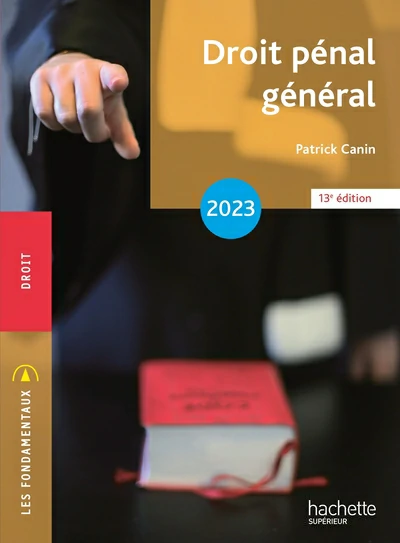 Droit pénal
général
Patrick Canin
13e édition
2023
DROIT
LES FONDAMENTAUX
hachette
SUPÉRIEUR